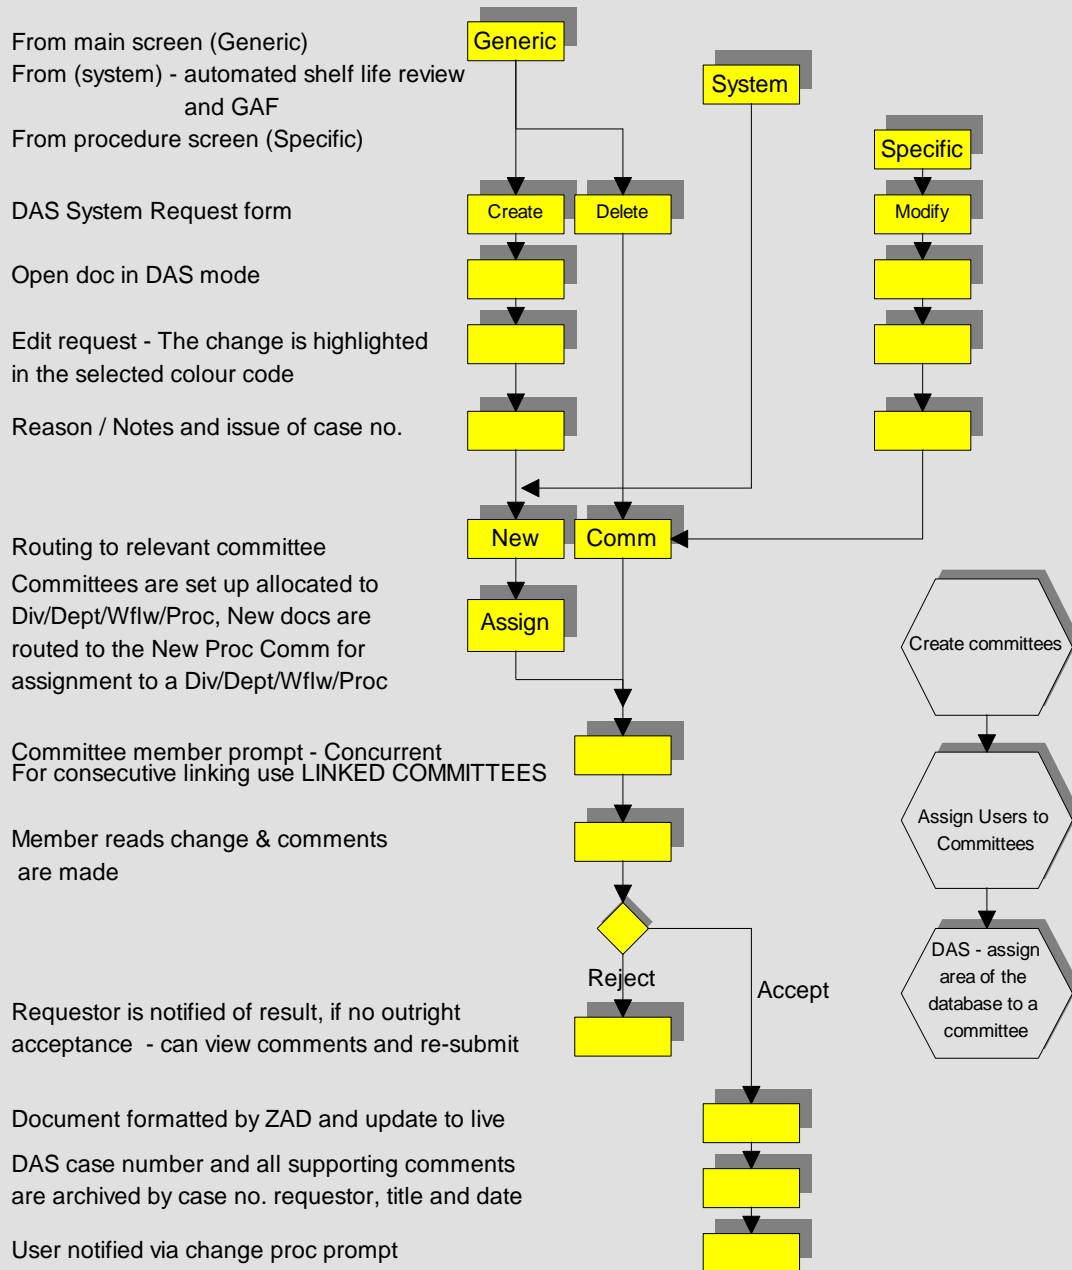 From main screen (Generic)
Generic
From (system) - automated shelf life review
and GAF
System
From procedure screen (Specific)
Specific
DAS System Request form
Create
Delete
Modify
Open doc in DAS mode
Edit request - The change is highlighted
in the selected colour code
Reason / Notes and issue of case no.
Routing to relevant committee
New
Comm
Committees are set up allocated to
Div/Dept/Wflw/Proc, New docs are
routed to the New Proc Comm for
assignment to a Div/Dept/Wflw/Proc
Assign
Create committees
Committee member prompt - Concurrent
For consecutive linking use LINKED COMMITTEES
Member reads change & comments
are made
Assign Users to
Committees
Reject
Accept
DAS - assign
area of the
database to a
committee
Requestor is notified of result, if no outright
acceptance - can view comments and re-submit
Document formatted by ZAD and update to live
DAS case number and all supporting comments
are archived by case no. requestor, title and date
User notified via change proc prompt